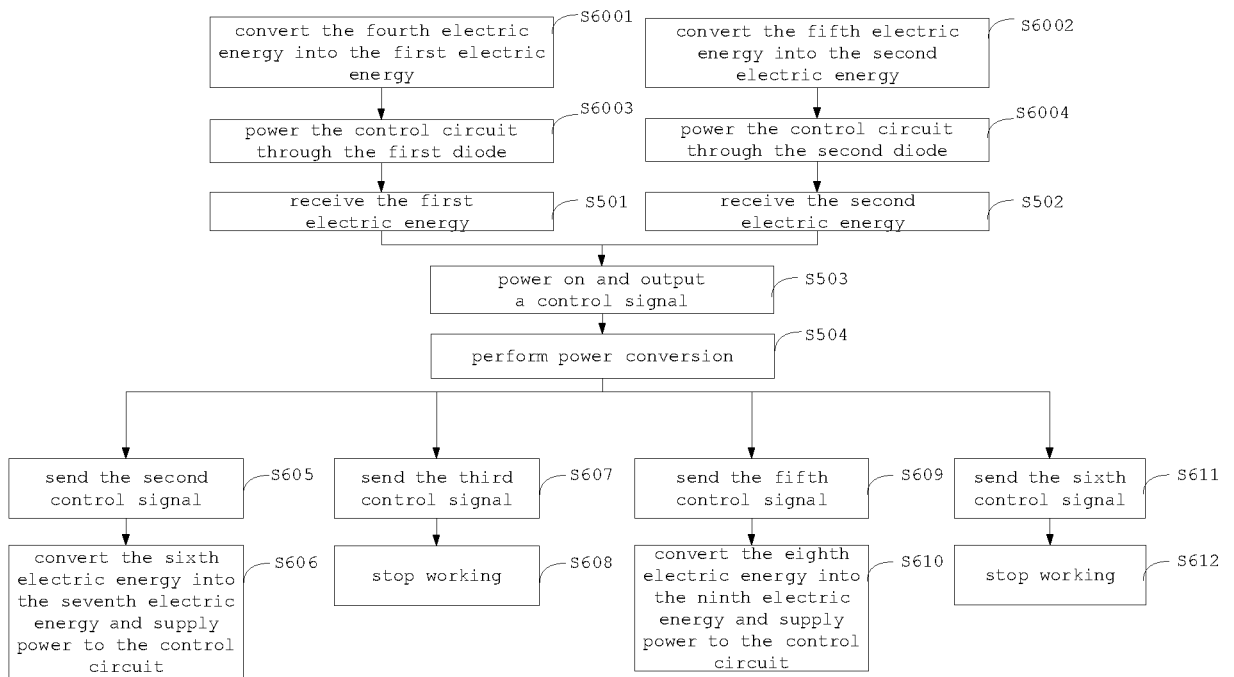 convert the fourth electric
energy into the first electric
energy
S6001
convert the fifth electric
energy into the second
electric energy
S6002
power the control circuit
through the first diode
S6003
power the control circuit
through the second diode
S6004
receive the first
electric energy
S501
receive the second
electric energy
S502
power on and output
a control signal
S503
perform power conversion
S504
send the second
control signal
S605
send the third
control signal
S607
send the fifth
control signal
S609
send the sixth
control signal
S611
convert the sixth
electric energy into
the seventh electric
energy and supply
power to the control
circuit
S606
stop working
S608
convert the eighth
electric energy into
the ninth electric
energy and supply
power to the control
circuit
S610
stop working
S612